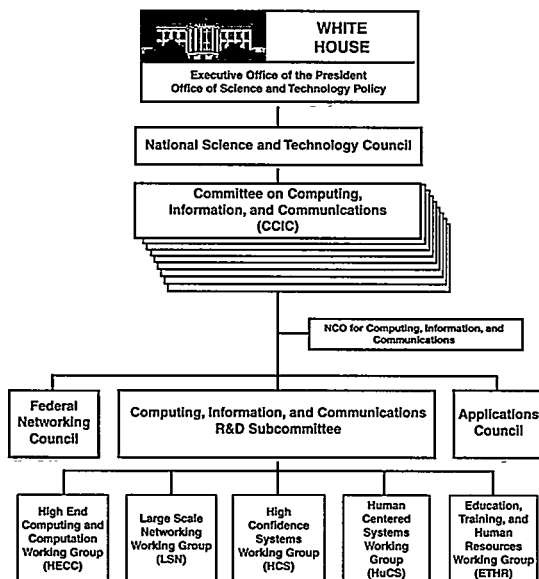 WHITE
HOUSE
Executive Office of the President
Office of Science and Technology Policy
National Science and Technology Council
Committee on Computing,
Information, and Communications
(CCIC)
NCO for Computing, Information, and
Communications
Federal
Networking
Council
Computing, Information, and Communications
R&D Subcommittee
Applications
Council
High End
Computing and
Computation
Working Group
(HECC)
Large Scale
Networking
Working Group
(LSN)
High
Confidence
Systems
Working Group
(HCS)
Human
Centered
Systems
Working
Group
(HuCS)
Education,
Training, and
Human
Resources
Working Group
(ETHR)